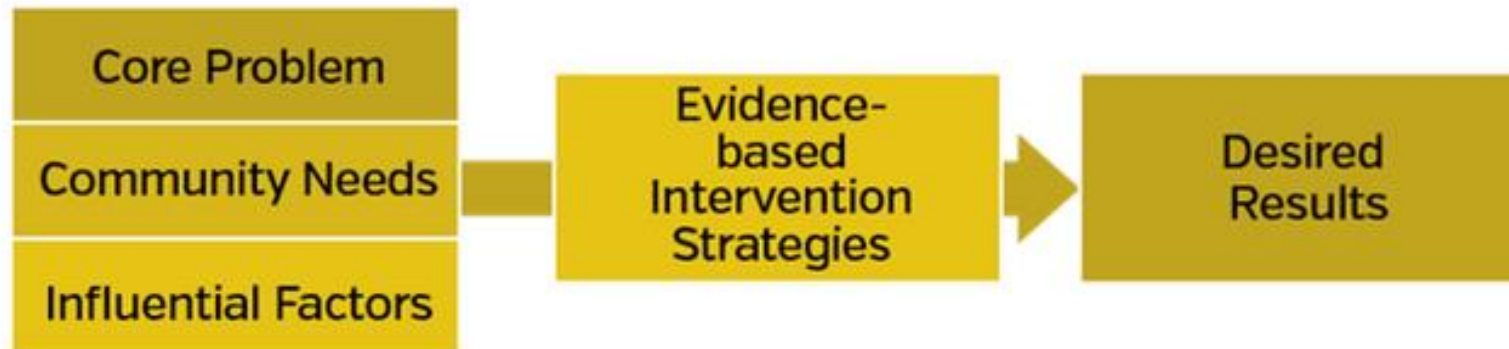 Core Problem
Community Needs
Influential Factors
Evidence-
based
Intervention
Strategies
Desired
Results